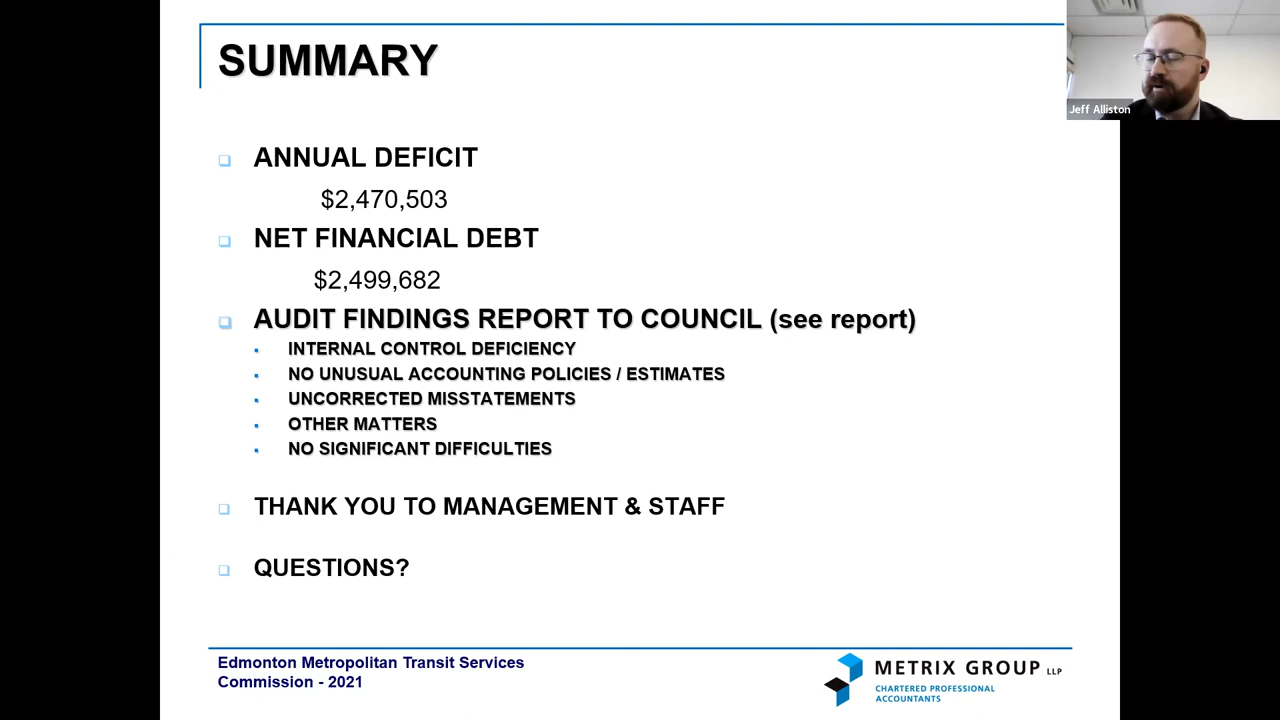 SUMMARY
Jeff Alliston
ANNUAL DEFICIT
$2,470,503
NET FINANCIAL DEBT
$2,499,682
AUDIT FINDINGS REPORT TO COUNCIL (see report)
INTERNAL CONTROL DEFICIENCY
NO UNUSUAL ACCOUNTING POLICIES / ESTIMATES
UNCORRECTED MISSTATEMENTS
OTHER MATTERS
NO SIGNIFICANT DIFFICULTIES
THANK YOU TO MANAGEMENT & STAFF
QUESTIONS?
Edmonton Metropolitan Transit Services
Commission - 2021
METRIX GROUP LLP
CHARTERED PROFESSIONAL
ACCOUNTANTS